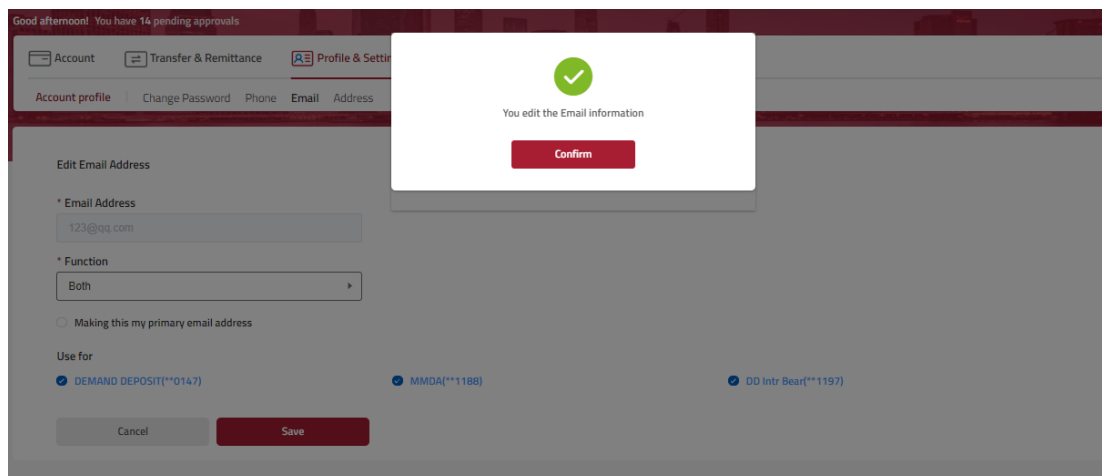 Good afternoon! You have 14 pending approvals
Account Transfer & Remittance Profile & Settin
Account profile Change Password Phone Email Address
You edit the Email information
Confirm
Edit Email Address
* Email Address
123@qq.com
* Function
Both
Making this my primary email address
Use for
DEMAND DEPOSIT(**0147) MMDA(**1188) DD Intr Bear(**1197)
Cancel Save